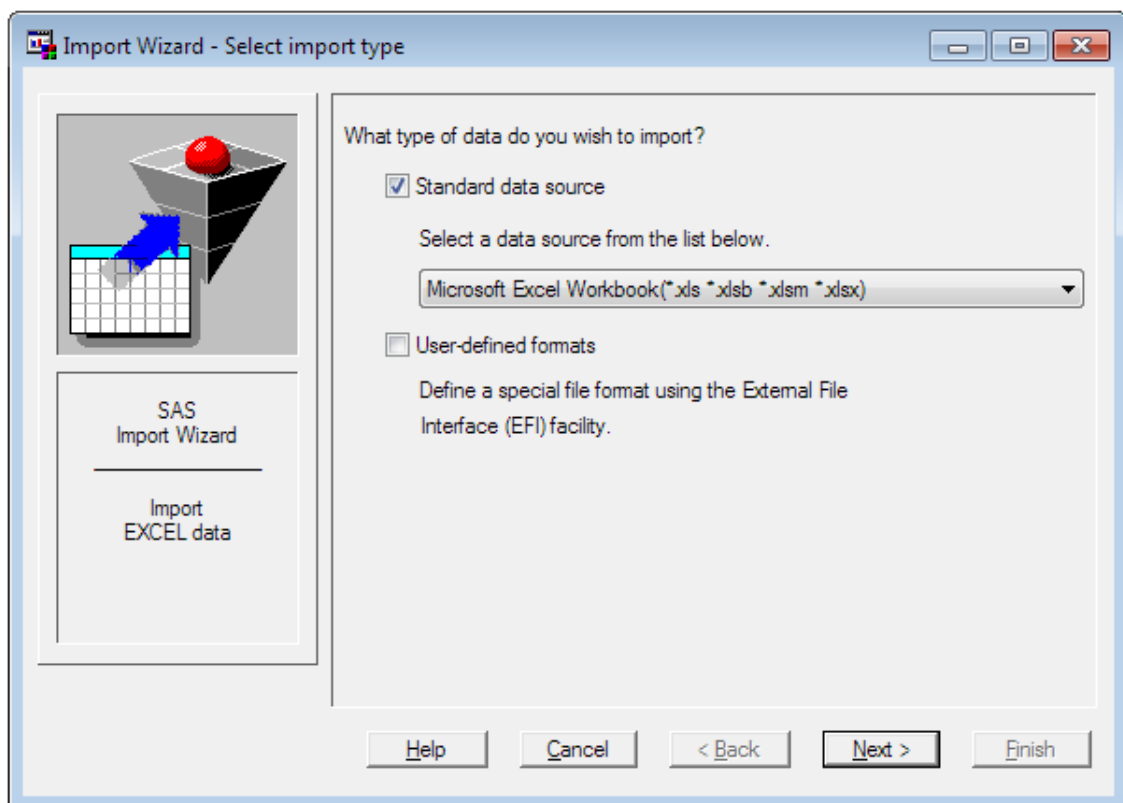 Import Wizard - Select import type
What type of data do you wish to import?
Standard data source
Select a data source from the list below.
Microsoft Excel Workbook(*.xls *.xlsb *.xlsm *.xlsx)
User-defined formats
Define a special file format using the External File
Interface (EFI) facility.
SAS
Import Wizard
Import
EXCEL data
Help
Cancel
< Back
Next >
Finish